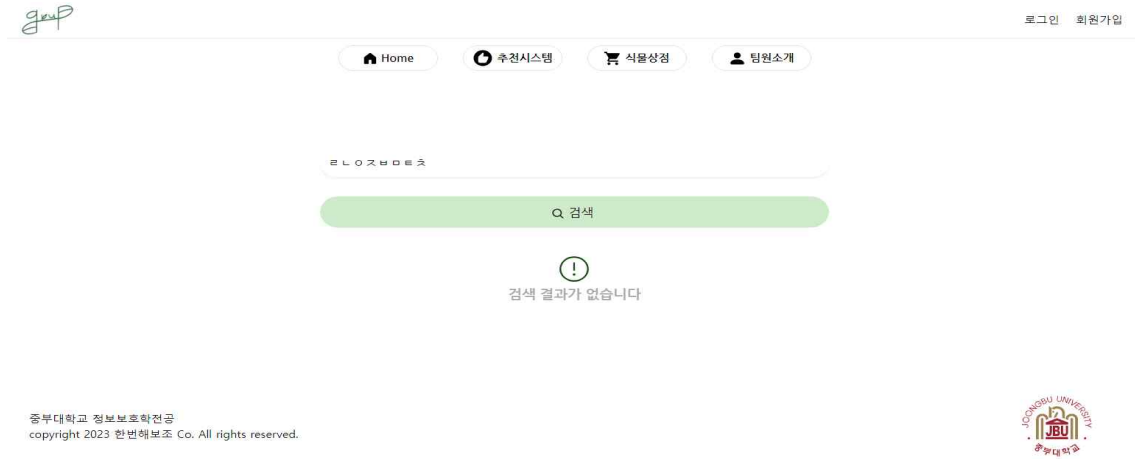 로그인 회원가입
Home 추천시스템 식물상점 팀원소개
ㄹㄴㅇㅈㅂㅁㅌㅊ
검색
검색 결과가 없습니다
중부대학교 정보보호학전공
copyright 2023 한번해보조 Co. All rights reserved.
JOONGBU UNIVERSITY
JBU
중부대학교